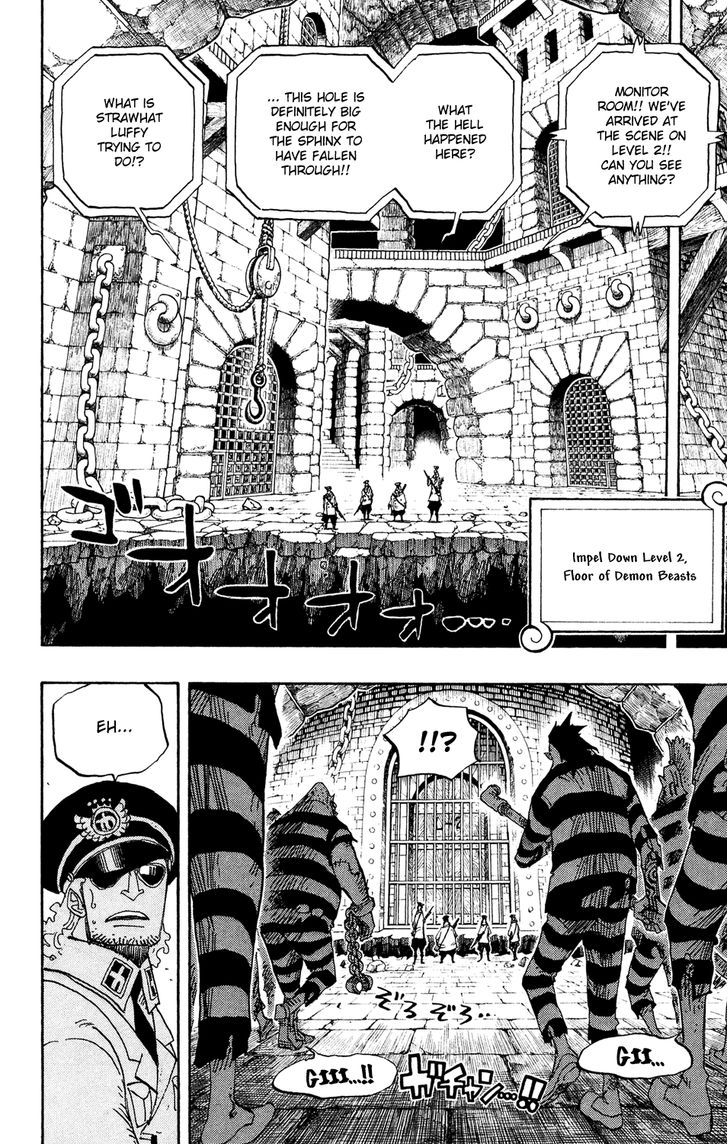 MONITOR
ROOM!! WE'VE
ARRIVED AT
THE SCENE ON
LEVEL 2!!
CAN YOU SEE
ANYTHING?
WHAT
THE HELL
HAPPENED
HERE?
... THIS HOLE IS
DEFINITELY BIG
ENOUGH FOR
THE SPHINX TO
HAVE FALLEN
THROUGH!!
WHAT IS
STRAWHAT
LUFFY
TRYING TO
DO!?
ゴオオオオオ....
Impel Down Level 2,
Floor of Demon Beasts
!!?
ぞろぞろ..
GII...
GIII...!!
ガチャン...!!
EH...